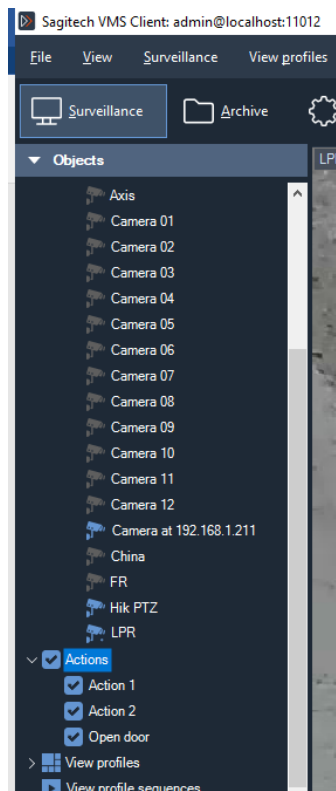 Sagitech VMS Client: admin@localhost:11012
File View Surveillance View profiles
Surveillance Archive
Objects LP
Axis
Camera 01
Camera 02
Camera 03
Camera 04
Camera 05
Camera 06
Camera 07
Camera 08
Camera 09
Camera 10
Camera 11
Camera 12
Camera at 192.168.1.211
China
FR
Hik PTZ
LPR
Actions
Action 1
Action 2
Open door
View profiles
View profile sequences